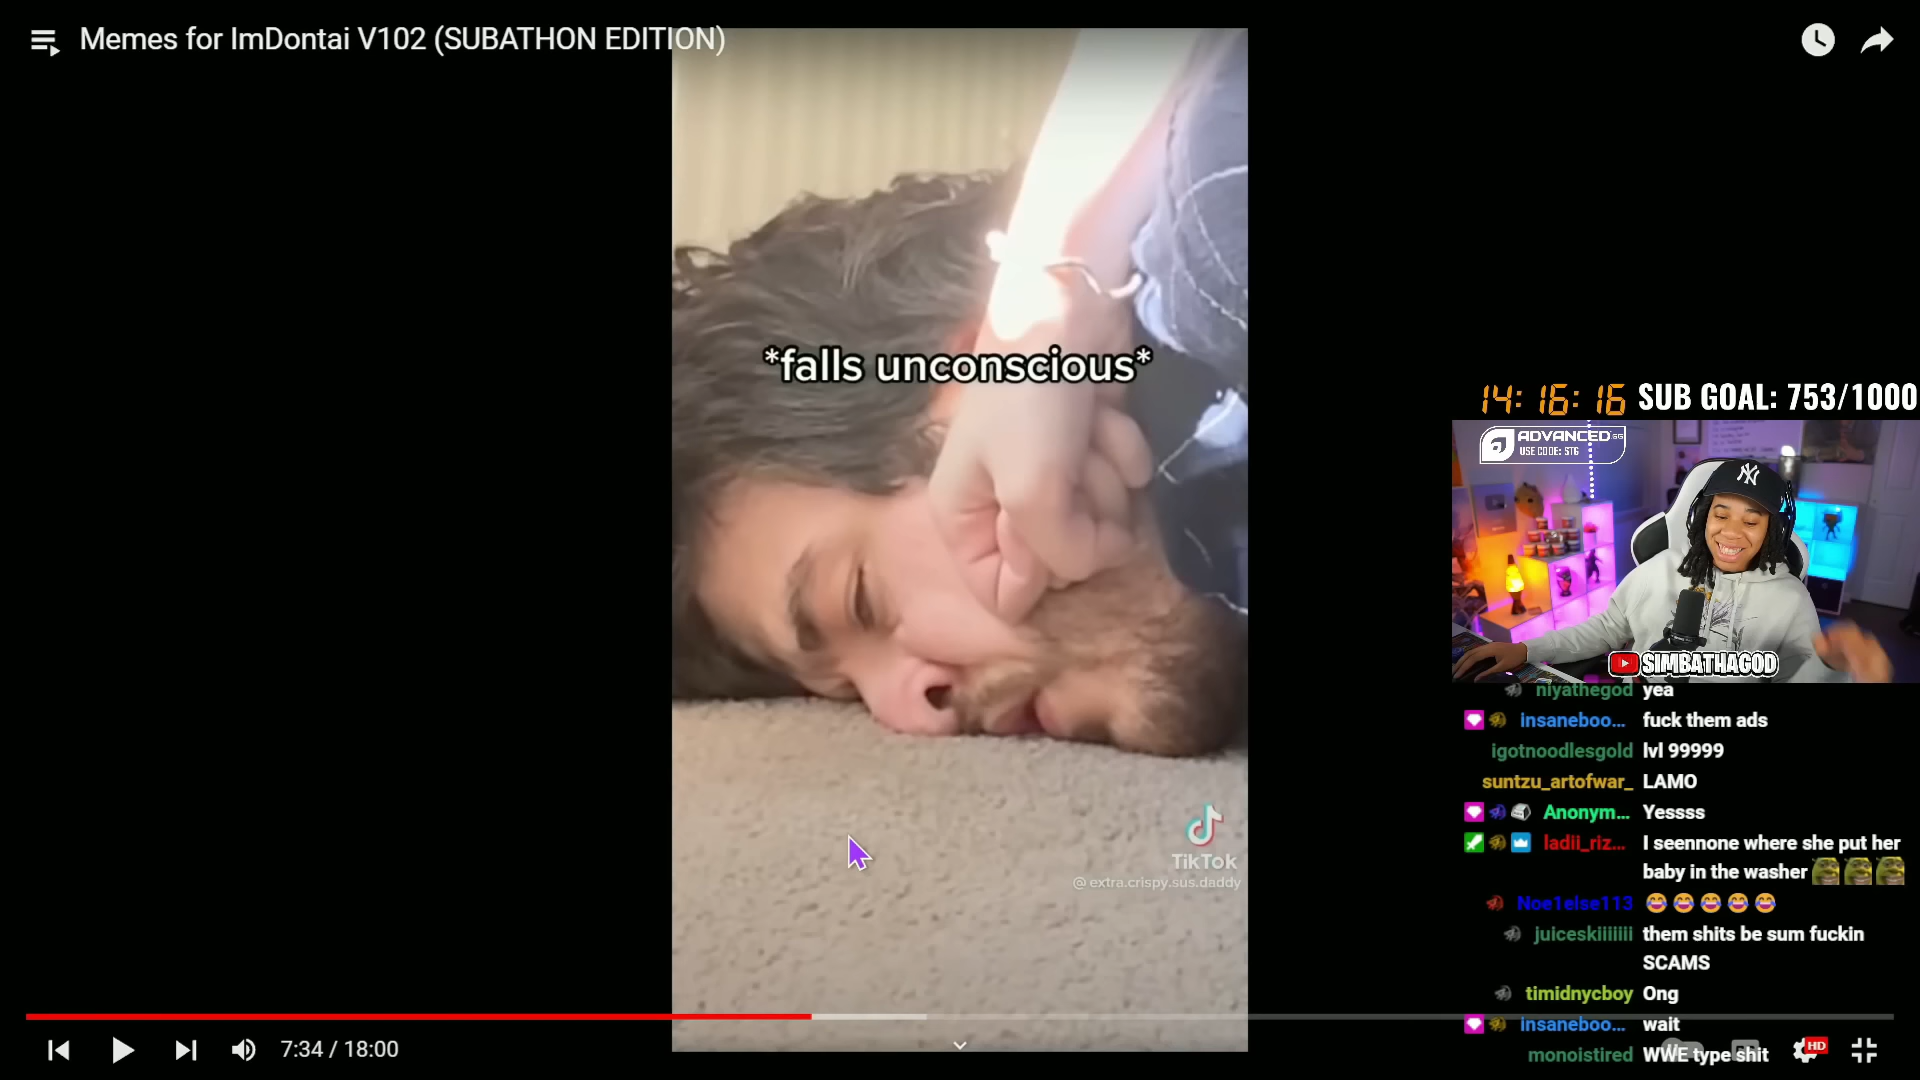 Memes for ImDontai V102 (SUBATHON EDITION)
*falls unconscious*
TikTok
@extra.crispy.sus.daddy
14:16:16 SUB GOAL: 753/1000
ADVANCED.GG
USE CODE: STG
SIMBATHAGOD
niyathegod yea
insaneboo... fuck them ads
igotnoodlesgold lvl 99999
suntzu_artofwar_ LAMO
Anonym... Yessss
ladii_riz... I seennone where she put her
baby in the washer
Noe1else113
juiceskiiiiiii them shits be sum fuckin
SCAMS
timidnycboy Ong
insaneboo... wait
monoistired WWE type shit
7:34 / 18:00
HD